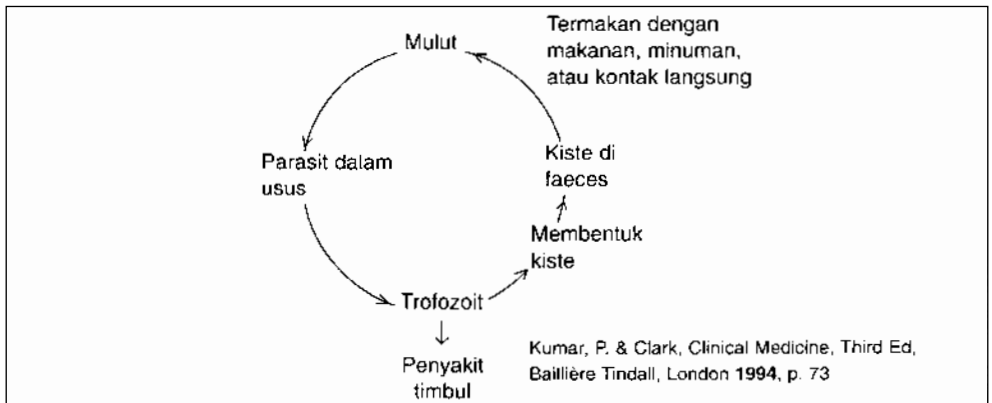 Mulut
Termakan dengan
makanan, minuman,
atau kontak langsung
Parasit dalam
usus
Kiste di
faeces
Membentuk
kiste
Trofozoit
Penyakit
timbul
Kumar, P. & Clark, Clinical Medicine, Third Ed,
Baillière Tindall, London 1994, p. 73